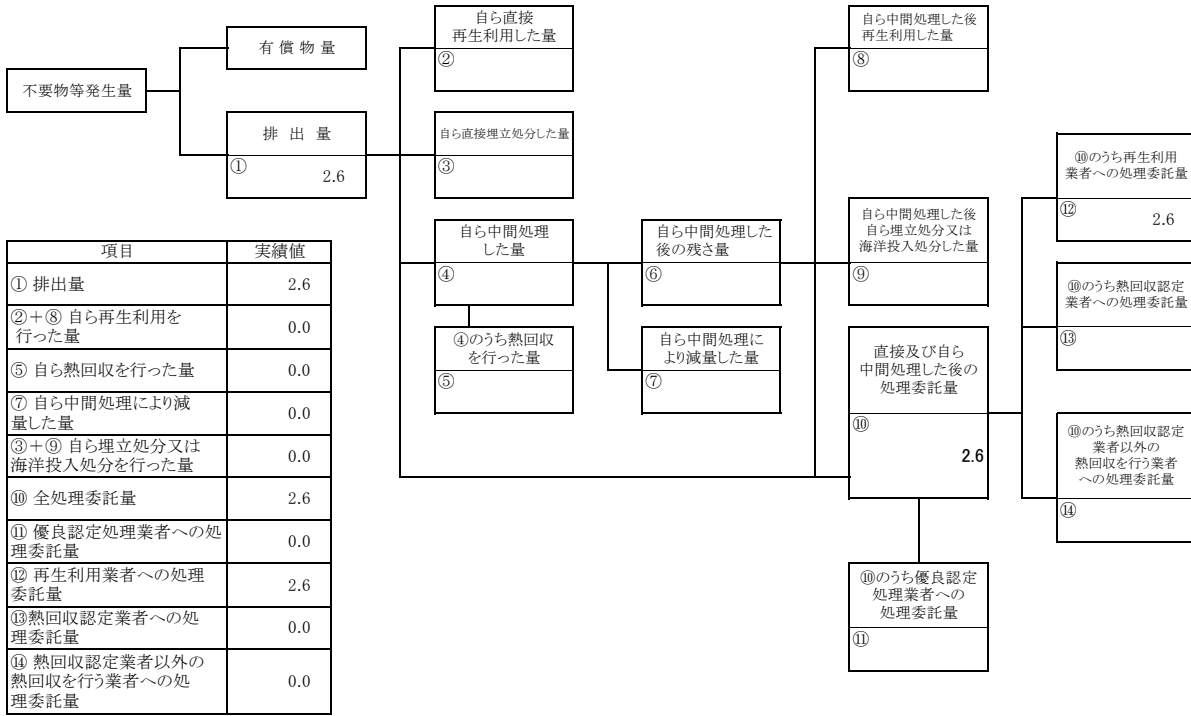 不要物等発生量
有 償 物 量
排 出 量
①
2.6
自ら直接
再生利用した量
②
自ら直接埋立処分した量
③
自ら中間処理
した量
④
④のうち熱回収
を行った量
⑤
自ら中間処理した
後の残さ量
⑥
自ら中間処理に
より減量した量
⑦
自ら中間処理した後
再生利用した量
⑧
自ら中間処理した後
自ら埋立処分又は
海洋投入処分した量
⑨
直接及び自ら
中間処理した後の
処理委託量
⑩
2.6
⑩のうち優良認定
処理業者への
処理委託量
⑪
⑩のうち再生利用
業者への処理委託量
⑫
2.6
⑩のうち熱回収認定
業者への処理委託量
⑬
⑩のうち熱回収認定
業者以外の
熱回収を行う業者
への処理委託量
⑭
項目 実績値
① 排出量 2.6
②+⑧ 自ら再生利用を
行った量 0.0
⑤ 自ら熱回収を行った量 0.0
⑦ 自ら中間処理により減
量した量 0.0
③+⑨ 自ら埋立処分又は
海洋投入処分を行った量 0.0
⑩ 全処理委託量 2.6
⑪ 優良認定処理業者への処
理委託量 0.0
⑫ 再生利用業者への処理
委託量 2.6
⑬熱回収認定業者への処
理委託量 0.0
⑭ 熱回収認定業者以外の
熱回収を行う業者への処
理委託量 0.0